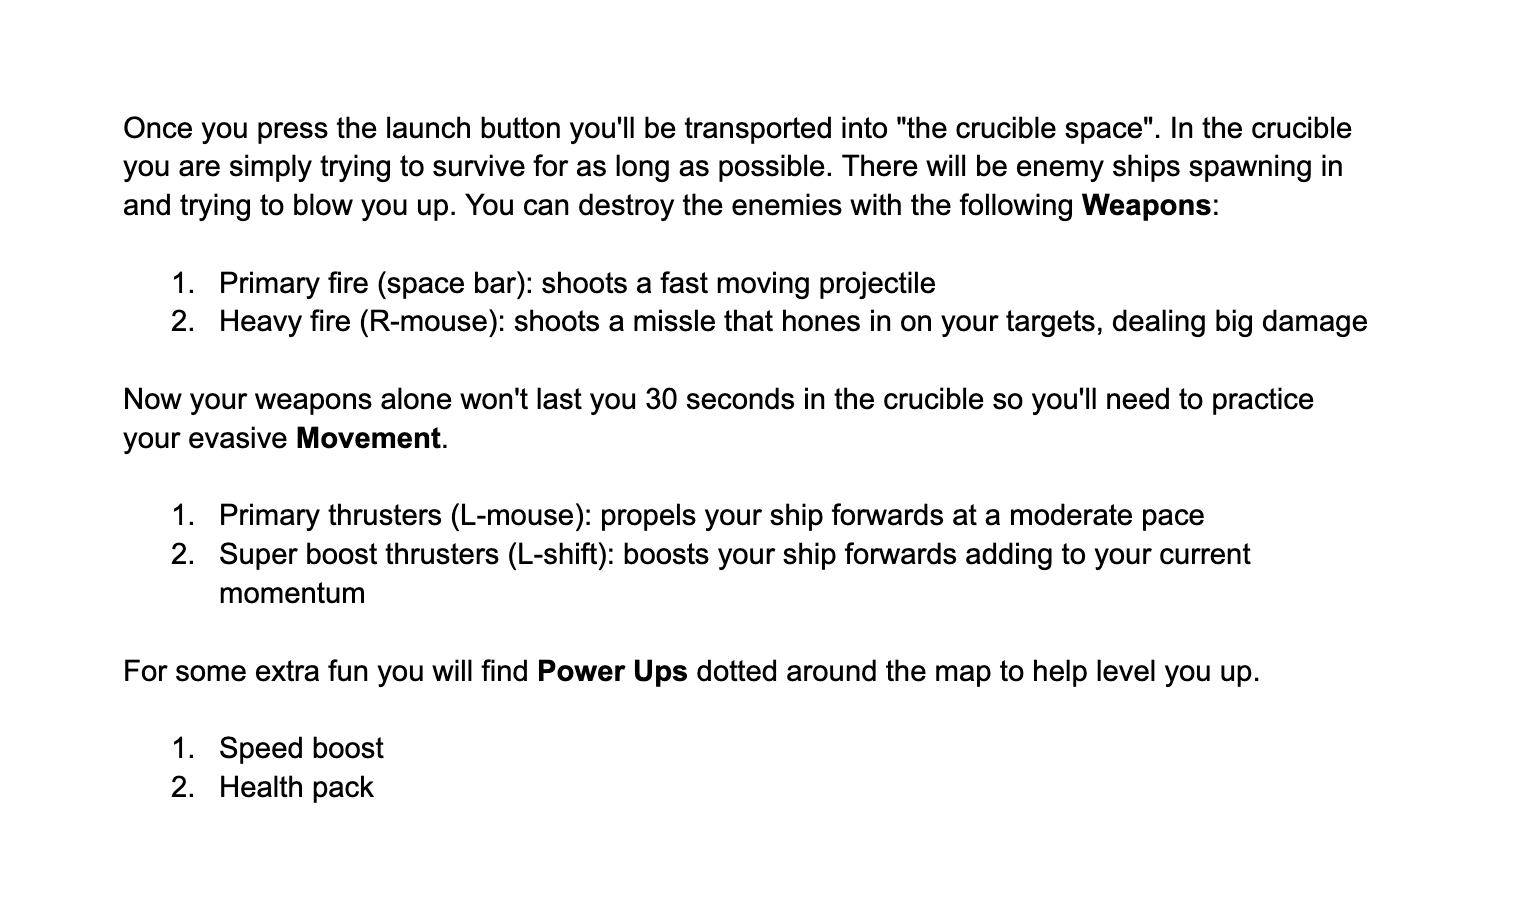 Once you press the launch button you'll be transported into "the crucible space". In the crucible
you are simply trying to survive for as long as possible. There will be enemy ships spawning in
and trying to blow you up. You can destroy the enemies with the following Weapons:
1. Primary fire (space bar): shoots a fast moving projectile
2. Heavy fire (R-mouse): shoots a missle that hones in on your targets, dealing big damage
Now your weapons alone won't last you 30 seconds in the crucible so you'll need to practice
your evasive Movement.
1. Primary thrusters (L-mouse): propels your ship forwards at a moderate pace
2. Super boost thrusters (L-shift): boosts your ship forwards adding to your current
momentum
For some extra fun you will find Power Ups dotted around the map to help level you up.
1. Speed boost
2. Health pack